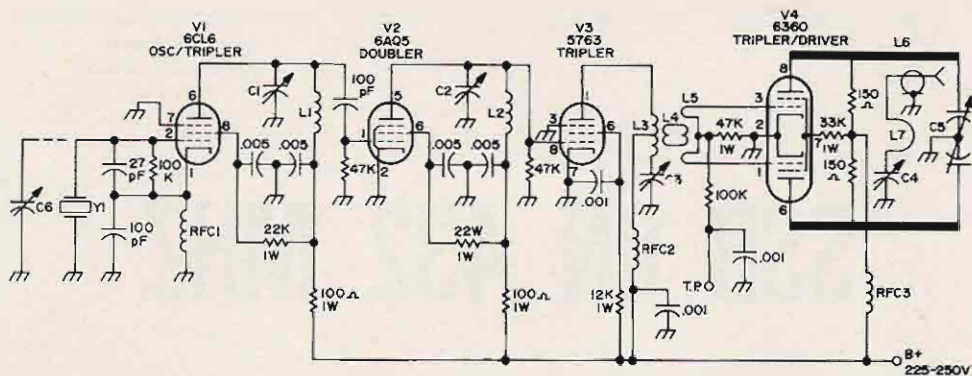 V1
6CL6
OSC/TRIPLER
V2
6AQ5
DOUBLER
V3
5763
TRIPLER
V4
6360
TRIPLER/DRIVER
L6
6
7
2
8
1
C1
L1
100
pF
5
1
6
2
C2
L2
1
3
8
6
7
L3
L4
L5
C3
8
3
2
1
7
6
47K
1W
33K
1W
150
Ω
150
Ω
L7
C4
C5
27
pF
100
K
.005
.005
47K
.005
.005
47K
.001
100K
C6
Y1
100
pF
RFC1
22K
1W
22W
1W
RFC2
T.P.
.001
.001
RFC3
100Ω
1W
100Ω
1W
12K
1W
B+
225-250V